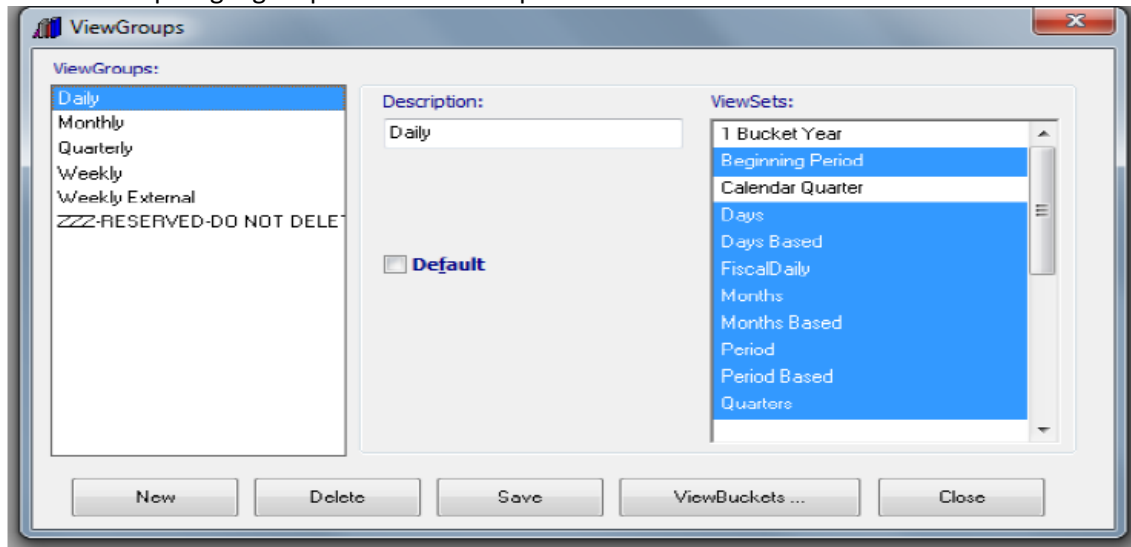 ViewGroups
ViewGroups:
Daily
Monthly
Quarterly
Weekly
Weekly External
ZZZ-RESERVED-DO NOT DELET
Description:
Daily
Default
ViewSets:
1 Bucket Year
Beginning Period
Calendar Quarter
Days
Days Based
FiscalDaily
Months
Months Based
Period
Period Based
Quarters
New
Delete
Save
ViewBuckets ...
Close